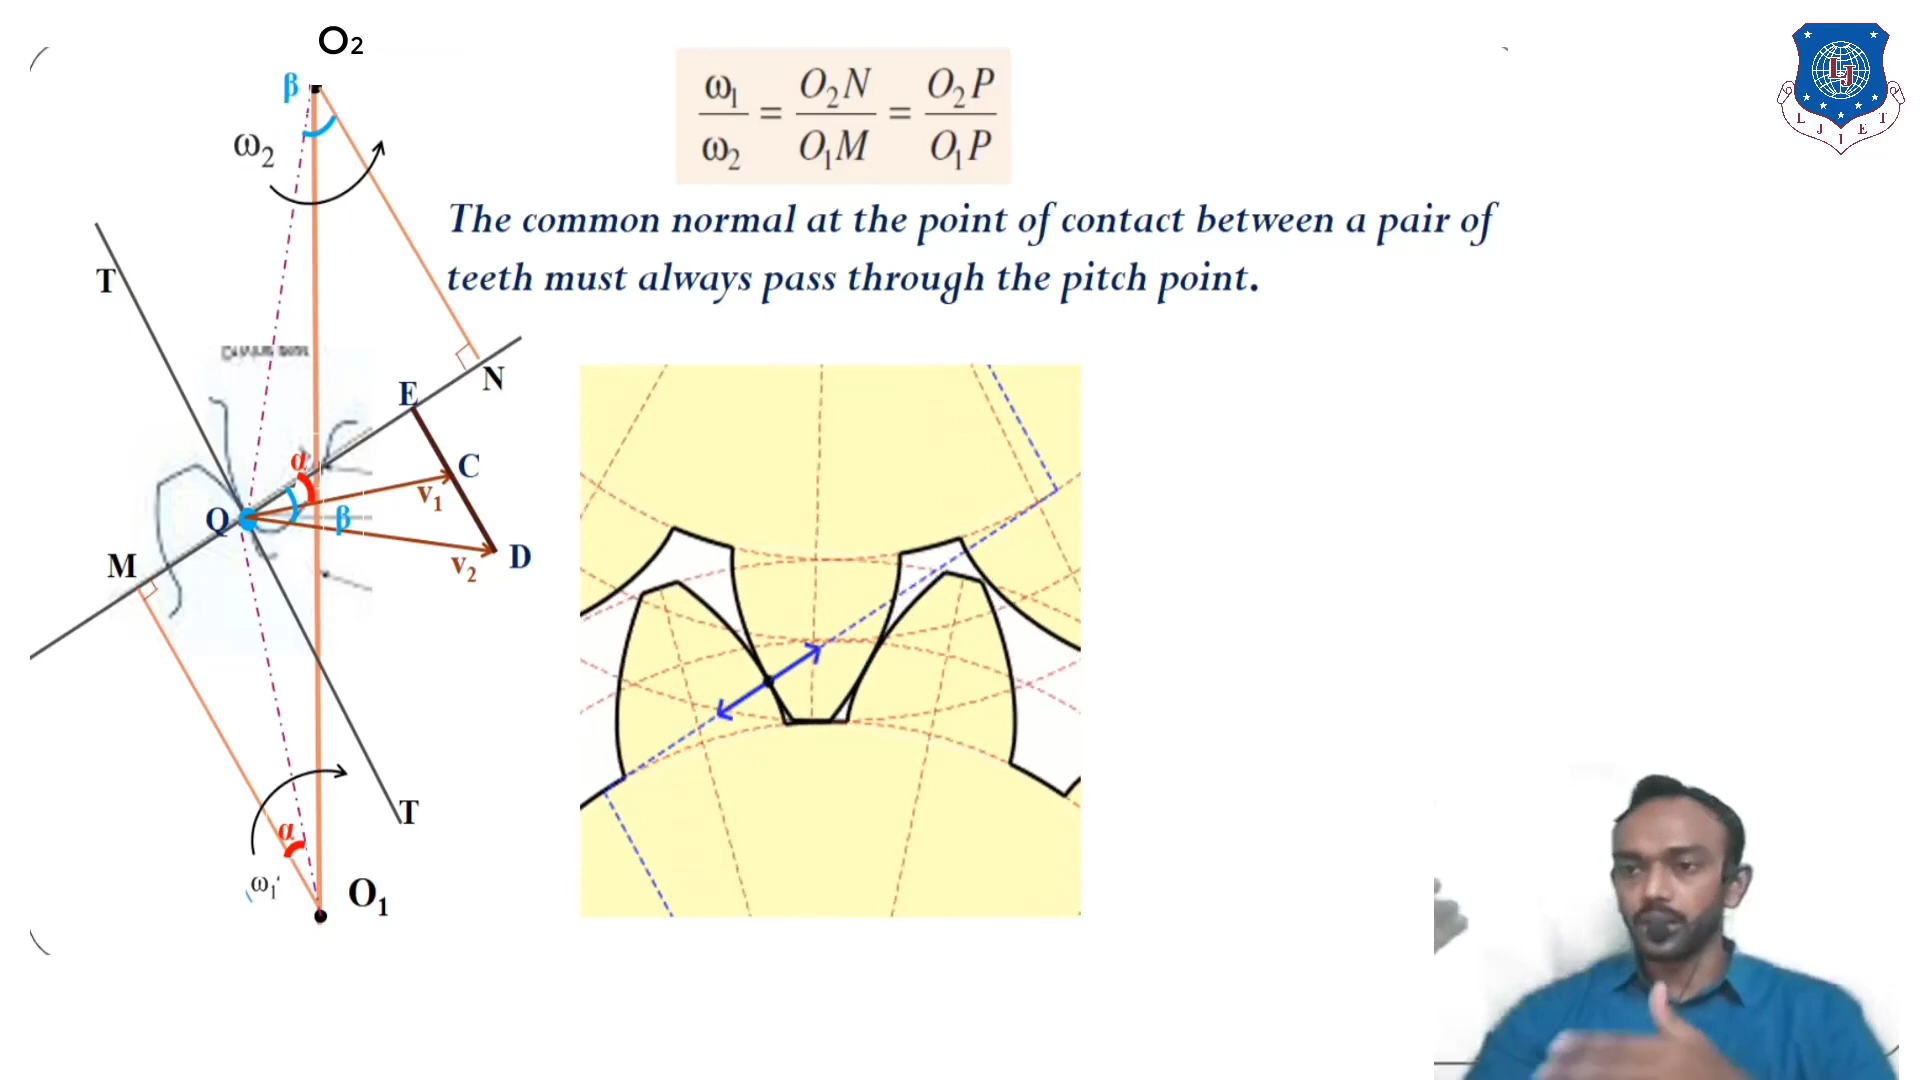 O₂
β
ω₂
ω₁/ω₂ = O₂N/O₁M = O₂P/O₁P
The common normal at the point of contact between a pair of
teeth must always pass through the pitch point.
T
N
E
α
C
v₁
Q
β
v₂
D
M
T
α
ω₁
O₁
LJ
L J I E T